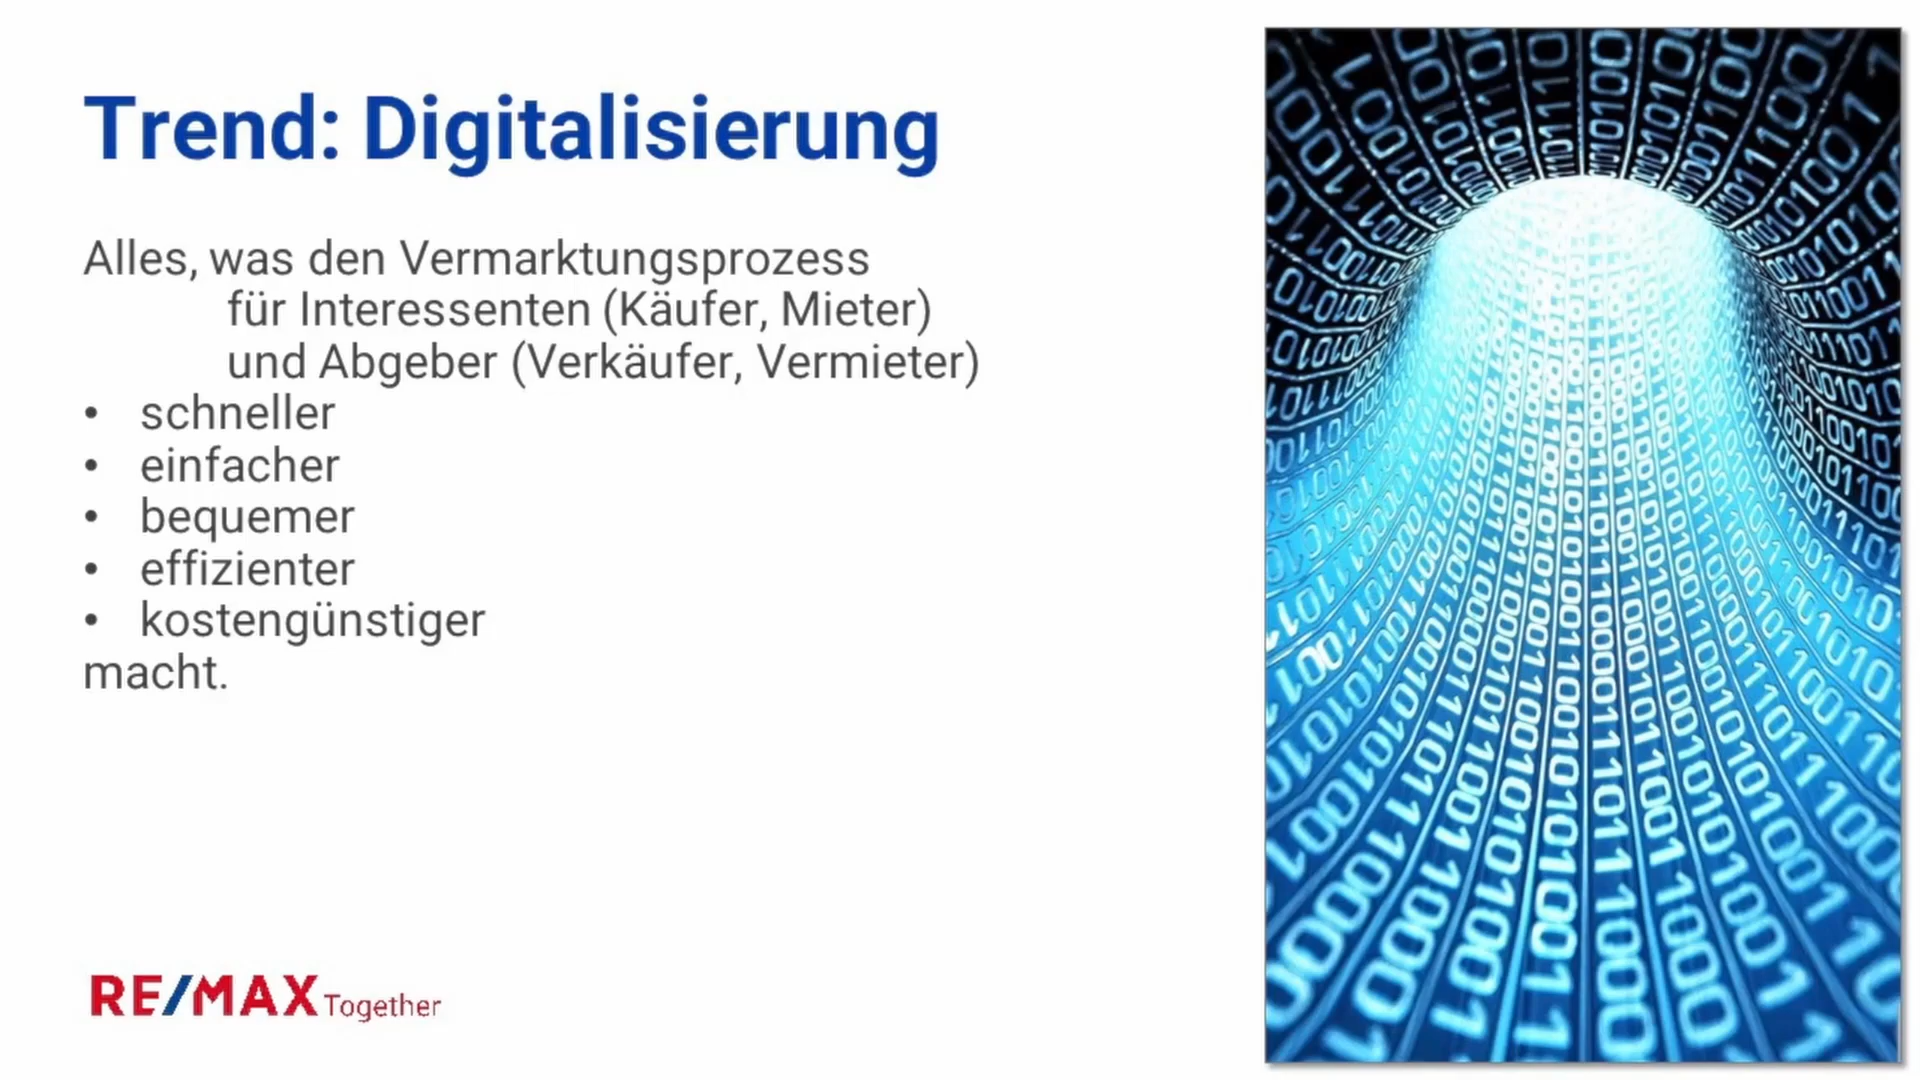 Trend: Digitalisierung
Alles, was den Vermarktungsprozess
für Interessenten (Käufer, Mieter)
und Abgeber (Verkäufer, Vermieter)
• schneller
• einfacher
• bequemer
• effizienter
• kostengünstiger
macht.
RE/MAX Together